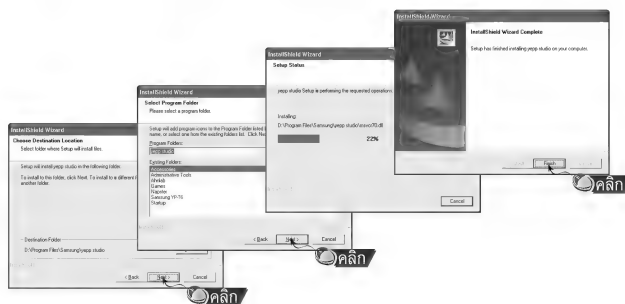 InstallShield Wizard
Choose Destination Location
Select folder where Setup will install files.
Setup will install yepp studio in the following folder.
To install to this folder, click Next. To install to a different
another folder.
Destination Folder
D:\Program Files\Samsung\yepp studio
< Back
Next >
Cancel
คลิก
InstallShield Wizard
Select Program Folder
Please select a program folder.
Setup will add program icons to the Program Folder listed
name, or select one from the existing folders list. Click
Program Folders:
yepp studio
Existing Folders:
Accessories
Administrative Tools
Ahnlab
Games
Napster
Samsung YP-T6
Startup
< Back
Next >
Cancel
คลิก
InstallShield Wizard
Setup Status
yepp studio Setup is performing the requested operations
Installing
22%
Cancel
InstallShield Wizard
InstallShield Wizard Complete
Setup has finished installing yepp studio on your computer.
Finish
คลิก